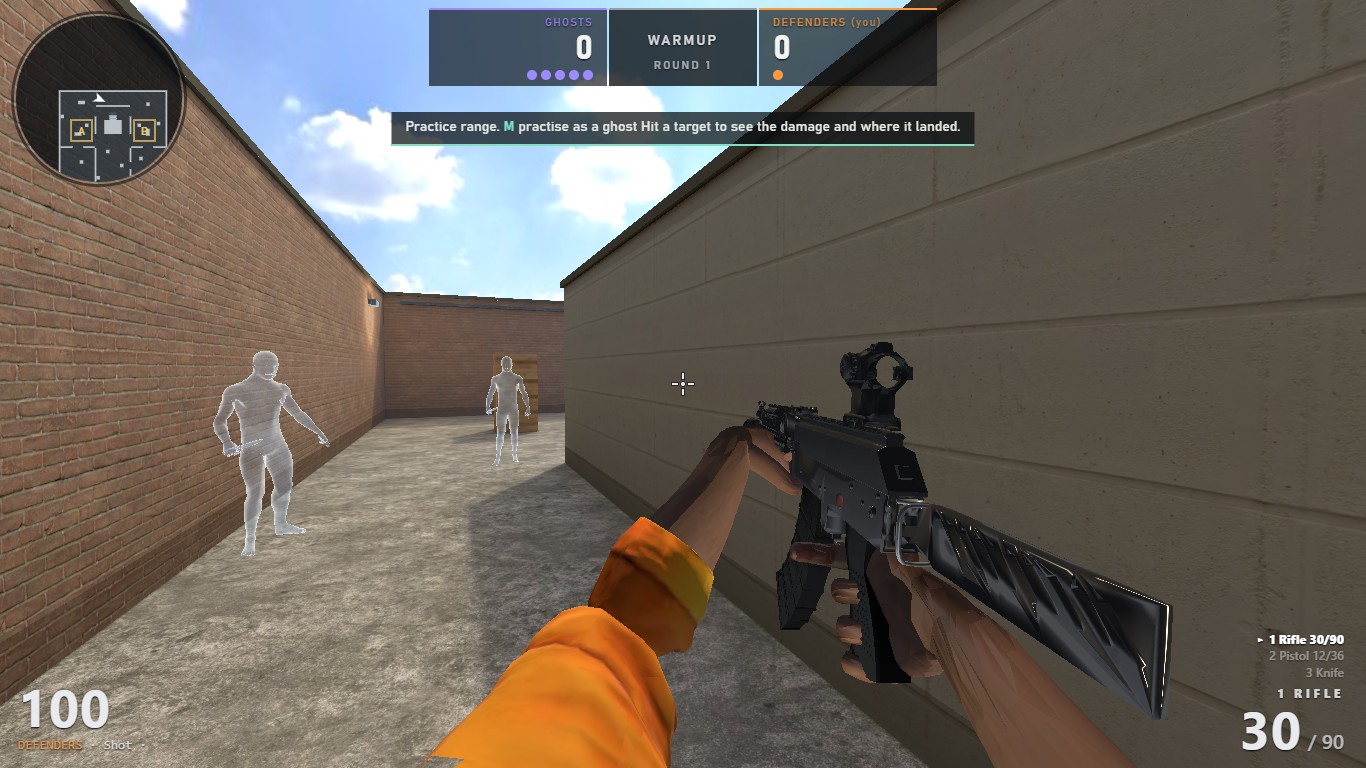 GHOSTS
0
WARMUP
ROUND 1
DEFENDERS (you)
0
Practice range. M practise as a ghost Hit a target to see the damage and where it landed.
A
B
▸ 1 Rifle 30/90
2 Pistol 12/36
3 Knife
1 RIFLE
30 / 90
100
DEFENDERS · Shot ·